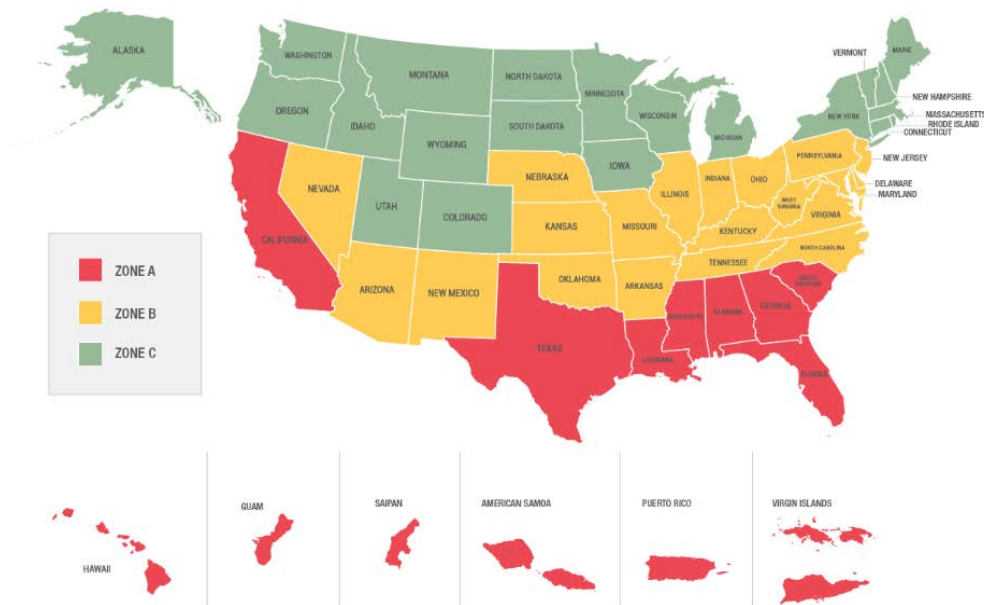 ALASKA
WASHINGTON
OREGON
IDAHO
MONTANA
WYOMING
NORTH DAKOTA
SOUTH DAKOTA
MINNESOTA
WISCONSIN
MICHIGAN
IOWA
VERMONT
MAINE
NEW HAMPSHIRE
NEW YORK
MASSACHUSETTS
RHODE ISLAND
CONNECTICUT
PENNSYLVANIA
NEW JERSEY
DELAWARE
MARYLAND
NEVADA
UTAH
COLORADO
NEBRASKA
KANSAS
MISSOURI
ILLINOIS
INDIANA
OHIO
WEST
VIRGINIA
VIRGINIA
KENTUCKY
NORTH CAROLINA
TENNESSEE
CALIFORNIA
ARIZONA
NEW MEXICO
OKLAHOMA
ARKANSAS
TEXAS
LOUISIANA
MISSISSIPPI
ALABAMA
GEORGIA
SOUTH
CAROLINA
FLORIDA
ZONE A
ZONE B
ZONE C
HAWAII
GUAM
SAIPAN
AMERICAN SAMOA
PUERTO RICO
VIRGIN ISLANDS